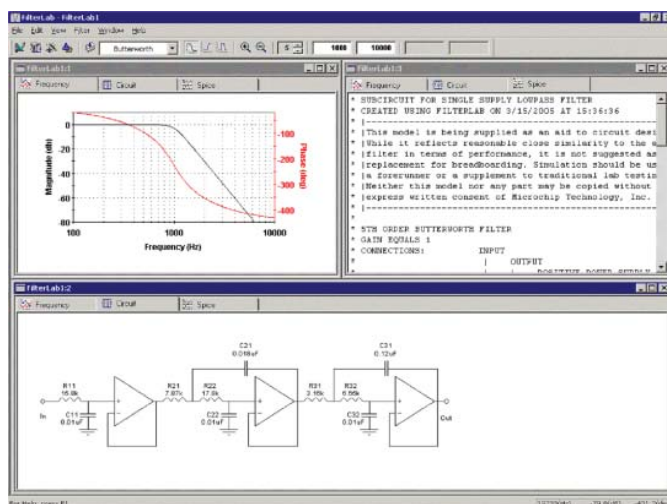 FilterLab - FilterLab1
File Edit View Filter Window Help
Butterworth 5 1000 10000
FilterLab1:1
Frequency Circuit Spice
0
-20
-40
-60
-80
Magnitude (db)
-100
-200
-300
-400
Phase (deg)
100 1000 10000
Frequency (Hz)
FilterLab1:3
Frequency Circuit Spice
* SUBCIRCUIT FOR SINGLE SUPPLY LOWPASS FILTER
* CREATED USING FILTERLAB ON 3/15/2005 AT 15:36:36
* |----
* |This model is being supplied as an aid to circuit desi
* |While it reflects reasonable close similarity to the a
* |filter in terms of performance, it is not suggested as
* |replacement for breadboarding. Simulation should be us
* |a forerunner or a supplement to traditional lab testin
* |Neither this model nor any part may be copied without
* |express written consent of Microchip Technology, Inc.
* |----
*
* 5TH ORDER BUTTERWORTH FILTER
* GAIN EQUALS 1
* CONNECTIONS: INPUT
* | OUTPUT
* | | POSITIVE POWER SUPPLY
FilterLab1:2
Frequency Circuit Spice
C21
0.018uF
C31
0.12uF
R11
R21
7.87k
R22
17.8k
R31
3.16k
R32
In
C11
0.01uF
C22
0.01uF
C32
0.01uF
Out
For Help, press F1